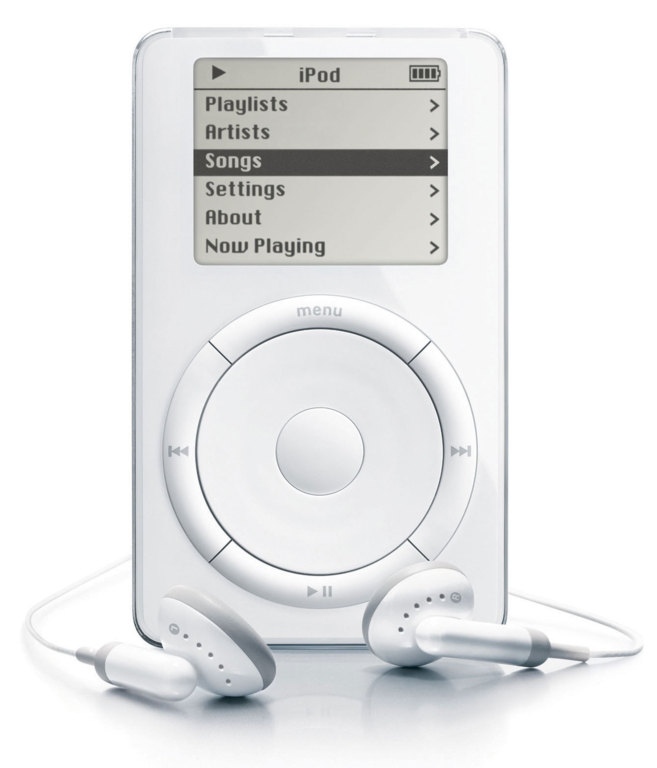 iPod
Playlists
Artists
Songs
Settings
About
Now Playing
menu
L
R